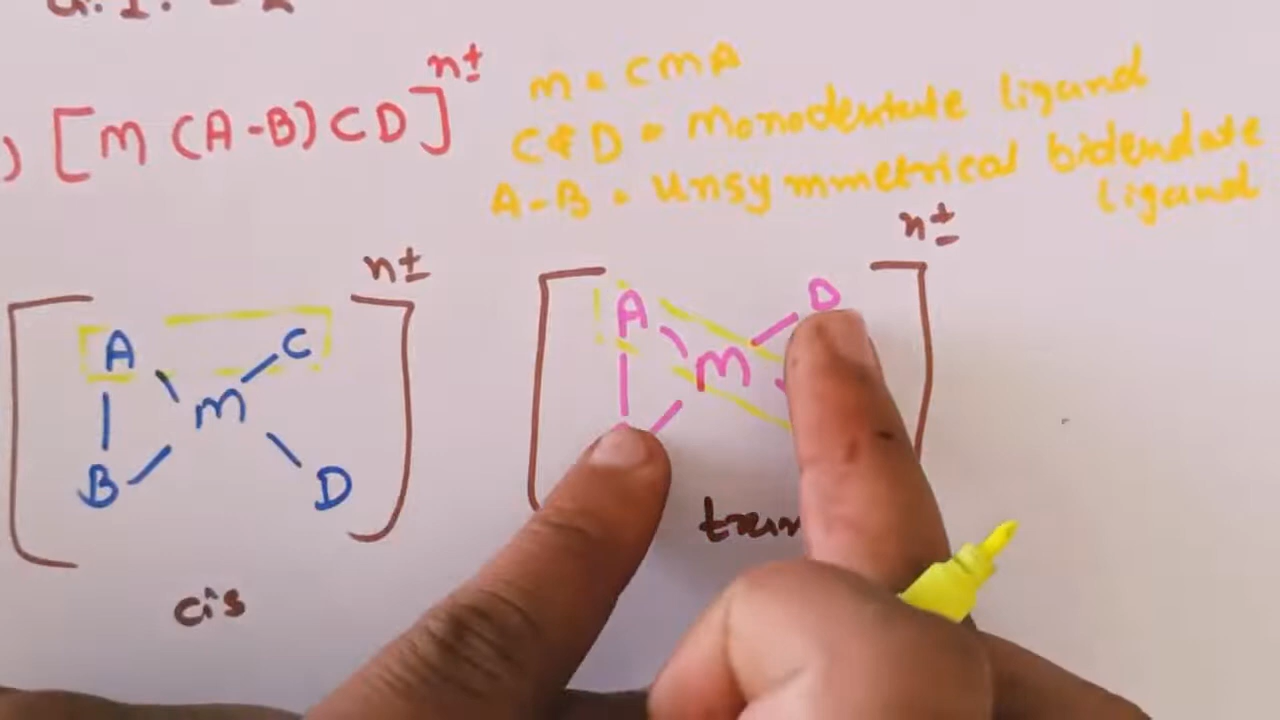 ) [M (A-B) CD]n±
M = CMA
C & D = Monodentate ligand
A-B = Unsymmetrical bidendate
ligand
n±
n±
A C
M
B D
cis
A D
M